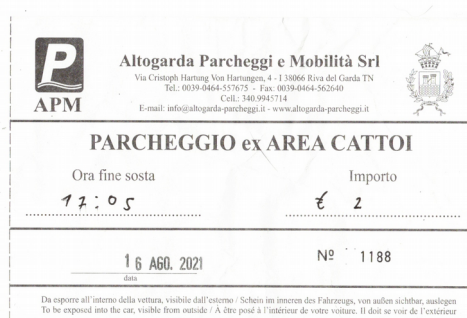 P
APM
Altogarda Parcheggi e Mobilità Srl
Via Cristoph Hartung Von Hartungen, 4 - I 38066 Riva del Garda TN
Tel.: 0039-0464-557675 - Fax: 0039-0464-562640
Cell.: 340.9945714
E-mail: info@altogarda-parcheggi.it - www.altogarda-parcheggi.it
PARCHEGGIO ex AREA CATTOI
Ora fine sosta Importo
17:05 € 2
16 AGO. 2021 Nº 1188
data
Da esporre all'interno della vettura, visibile dall'esterno / Schein im inneren des Fahrzeugs, von außen sichtbar, auslegen
To be exposed into the car, visible from outside / À être posé à l'intérieur de votre voiture. Il doit se voir de l'extérieur